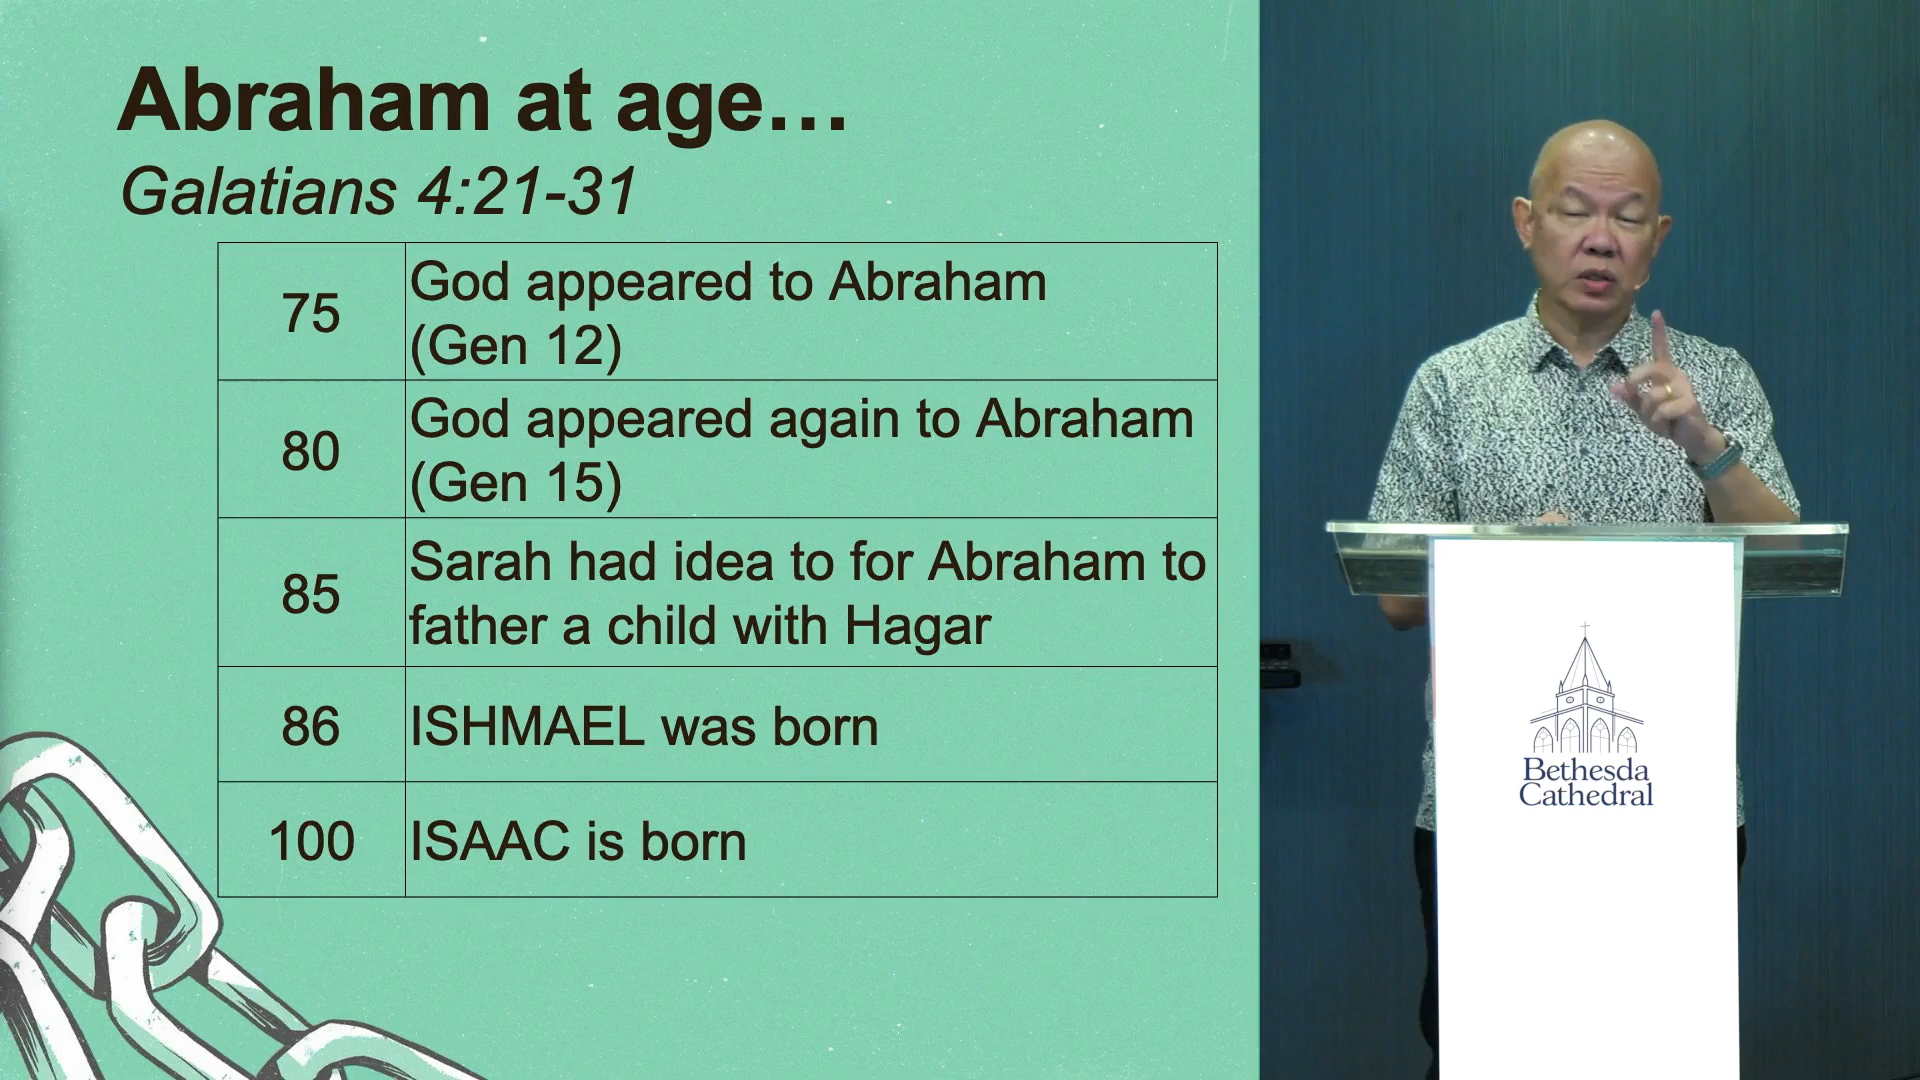 Abraham at age…
Galatians 4:21-31
75
God appeared to Abraham
(Gen 12)
80
God appeared again to Abraham
(Gen 15)
85
Sarah had idea to for Abraham to
father a child with Hagar
86
ISHMAEL was born
100
ISAAC is born
Bethesda
Cathedral